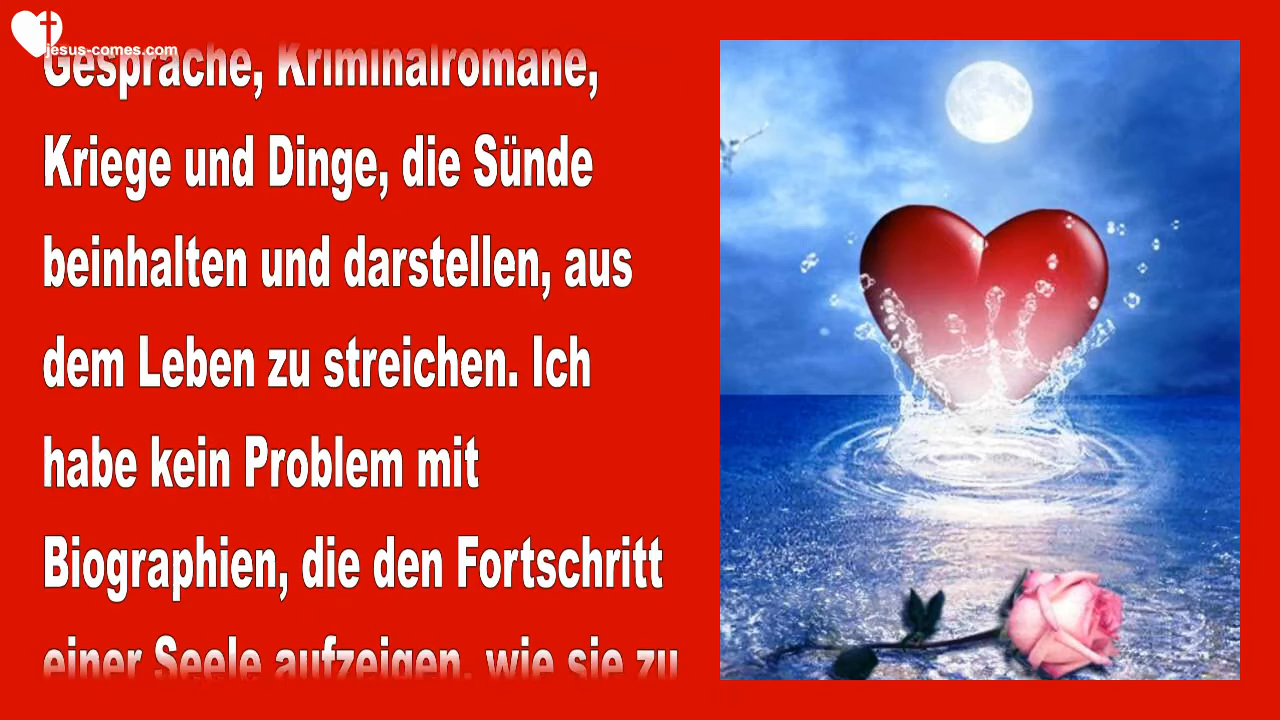 jesus-comes.com
Gespräche, Kriminalromane,
Kriege und Dinge, die Sünde
beinhalten und darstellen, aus
dem Leben zu streichen. Ich
habe kein Problem mit
Biographien, die den Fortschritt
einer Seele aufzeigen, wie sie zu